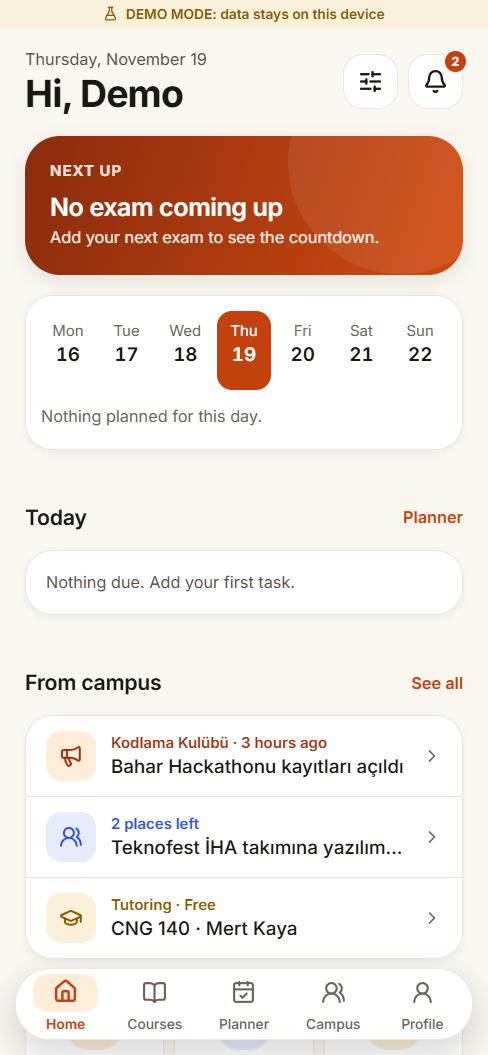 DEMO MODE: data stays on this device
Thursday, November 19
Hi, Demo
2
NEXT UP
No exam coming up
Add your next exam to see the countdown.
Mon Tue Wed Thu Fri Sat Sun
16 17 18 19 20 21 22
Nothing planned for this day.
Today Planner
Nothing due. Add your first task.
From campus See all
Kodlama Kulübü · 3 hours ago
Bahar Hackathonu kayıtları açıldı
2 places left
Teknofest İHA takımına yazılım...
Tutoring · Free
CNG 140 · Mert Kaya
Home Courses Planner Campus Profile